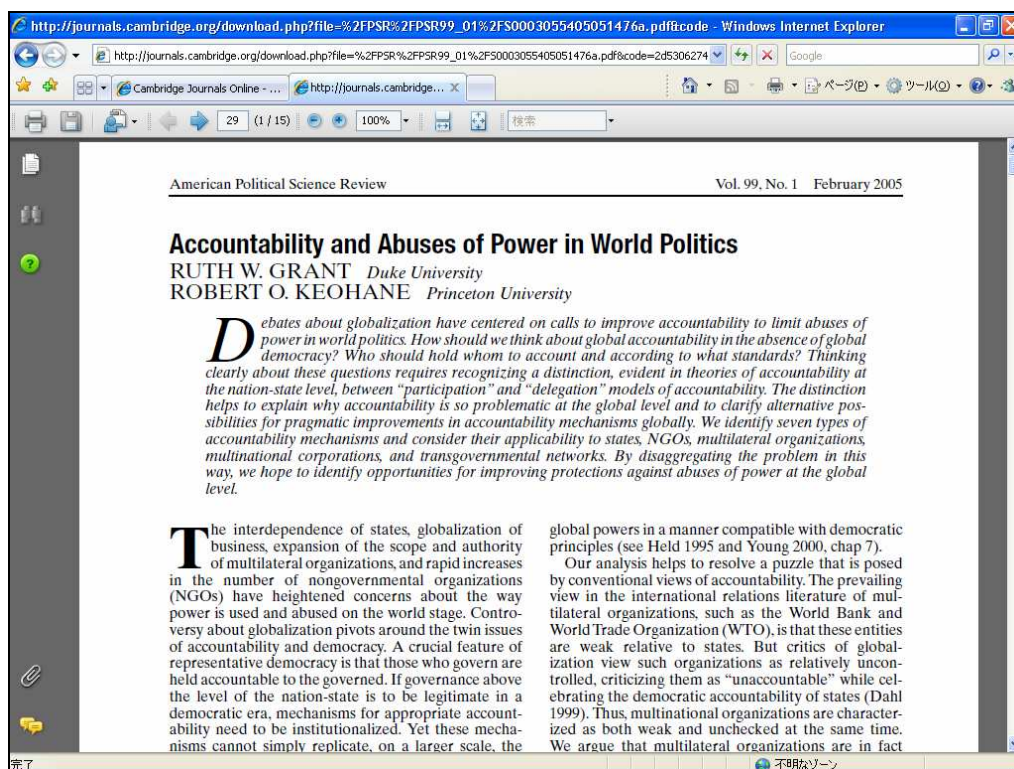 http://journals.cambridge.org/download.php?file=%2FPSR%2FPSR99_01%2FS0003055405051476a.pdf&code - Windows Internet Explorer
http://journals.cambridge.org/download.php?file=%2FPSR%2FPSR99_01%2FS0003055405051476a.pdf&code=2d5306274
Google
Cambridge Journals Online - ...
http://journals.cambridge...
ページ(P)
ツール(O)
29 (1 / 15) 100% 検索
American Political Science Review Vol. 99, No. 1 February 2005
Accountability and Abuses of Power in World Politics
RUTH W. GRANT Duke University
ROBERT O. KEOHANE Princeton University
Debates about globalization have centered on calls to improve accountability to limit abuses of
power in world politics. How should we think about global accountability in the absence of global
democracy? Who should hold whom to account and according to what standards? Thinking
clearly about these questions requires recognizing a distinction, evident in theories of accountability at
the nation-state level, between “participation” and “delegation” models of accountability. The distinction
helps to explain why accountability is so problematic at the global level and to clarify alternative pos-
sibilities for pragmatic improvements in accountability mechanisms globally. We identify seven types of
accountability mechanisms and consider their applicability to states, NGOs, multilateral organizations,
multinational corporations, and transgovernmental networks. By disaggregating the problem in this
way, we hope to identify opportunities for improving protections against abuses of power at the global
level.
The interdependence of states, globalization of
business, expansion of the scope and authority
of multilateral organizations, and rapid increases
in the number of nongovernmental organizations
(NGOs) have heightened concerns about the way
power is used and abused on the world stage. Contro-
versy about globalization pivots around the twin issues
of accountability and democracy. A crucial feature of
representative democracy is that those who govern are
held accountable to the governed. If governance above
the level of the nation-state is to be legitimate in a
democratic era, mechanisms for appropriate account-
ability need to be institutionalized. Yet these mecha-
nisms cannot simply replicate, on a larger scale, the
global powers in a manner compatible with democratic
principles (see Held 1995 and Young 2000, chap 7).
Our analysis helps to resolve a puzzle that is posed
by conventional views of accountability. The prevailing
view in the international relations literature of mul-
tilateral organizations, such as the World Bank and
World Trade Organization (WTO), is that these entities
are weak relative to states. But critics of global-
ization view such organizations as relatively uncon-
trolled, criticizing them as “unaccountable” while cel-
ebrating the democratic accountability of states (Dahl
1999). Thus, multinational organizations are character-
ized as both weak and unchecked at the same time.
We argue that multilateral organizations are in fact
完了
不明なゾーン